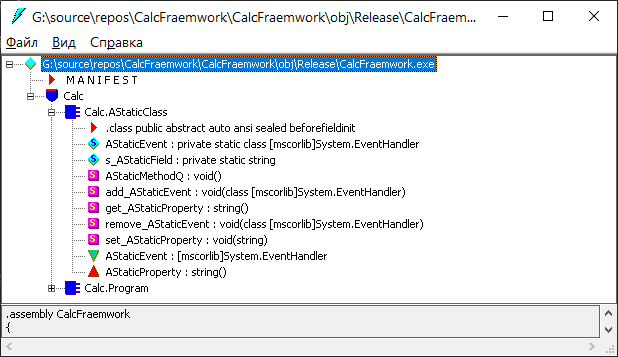 G:\source\repos\CalcFraemwork\CalcFraemwork\obj\Release\CalcFraem...
Файл Вид Справка
G:\source\repos\CalcFraemwork\CalcFraemwork\obj\Release\CalcFraemwork.exe
M A N I F E S T
Calc
Calc.AStaticClass
.class public abstract auto ansi sealed beforefieldinit
AStaticEvent : private static class [mscorlib]System.EventHandler
s_AStaticField : private static string
AStaticMethodQ : void()
add_AStaticEvent : void(class [mscorlib]System.EventHandler)
get_AStaticProperty : string()
remove_AStaticEvent : void(class [mscorlib]System.EventHandler)
set_AStaticProperty : void(string)
AStaticEvent : [mscorlib]System.EventHandler
AStaticProperty : string()
Calc.Program
.assembly CalcFraemwork
{